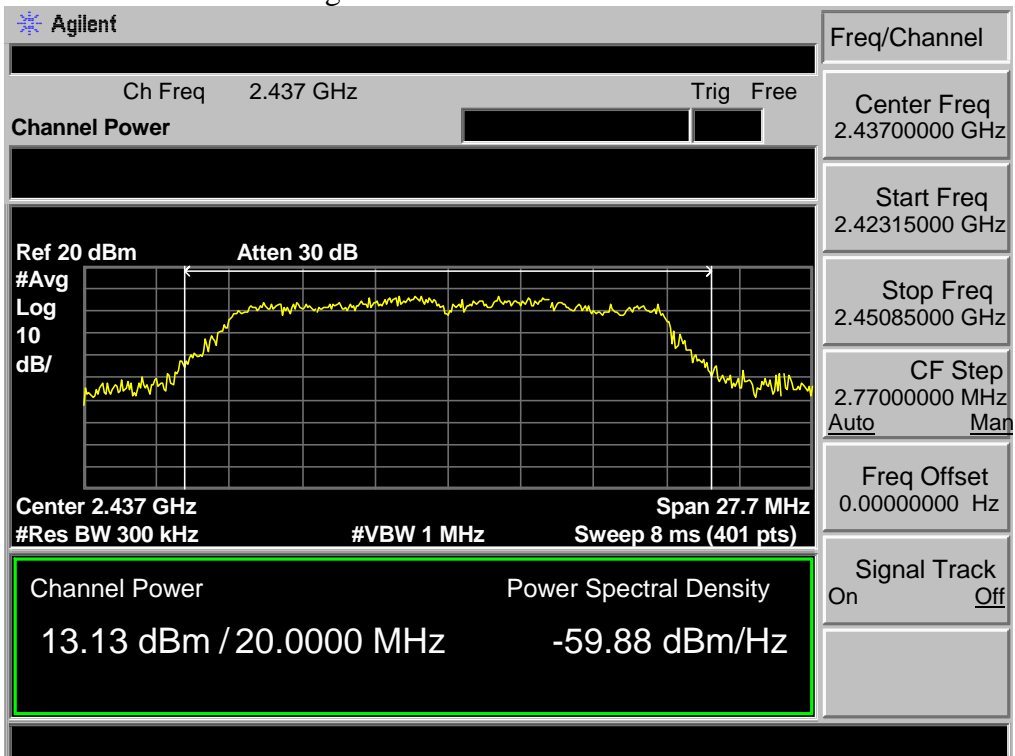 Agilent
Freq/Channel
Ch Freq 2.437 GHz Trig Free
Channel Power
Center Freq
2.43700000 GHz
Start Freq
2.42315000 GHz
Ref 20 dBm Atten 30 dB
#Avg
Log
10
dB/
Stop Freq
2.45085000 GHz
CF Step
2.77000000 MHz
Auto Man
Freq Offset
0.00000000 Hz
Center 2.437 GHz Span 27.7 MHz
#Res BW 300 kHz #VBW 1 MHz Sweep 8 ms (401 pts)
Signal Track
On Off
Channel Power Power Spectral Density
13.13 dBm / 20.0000 MHz -59.88 dBm/Hz